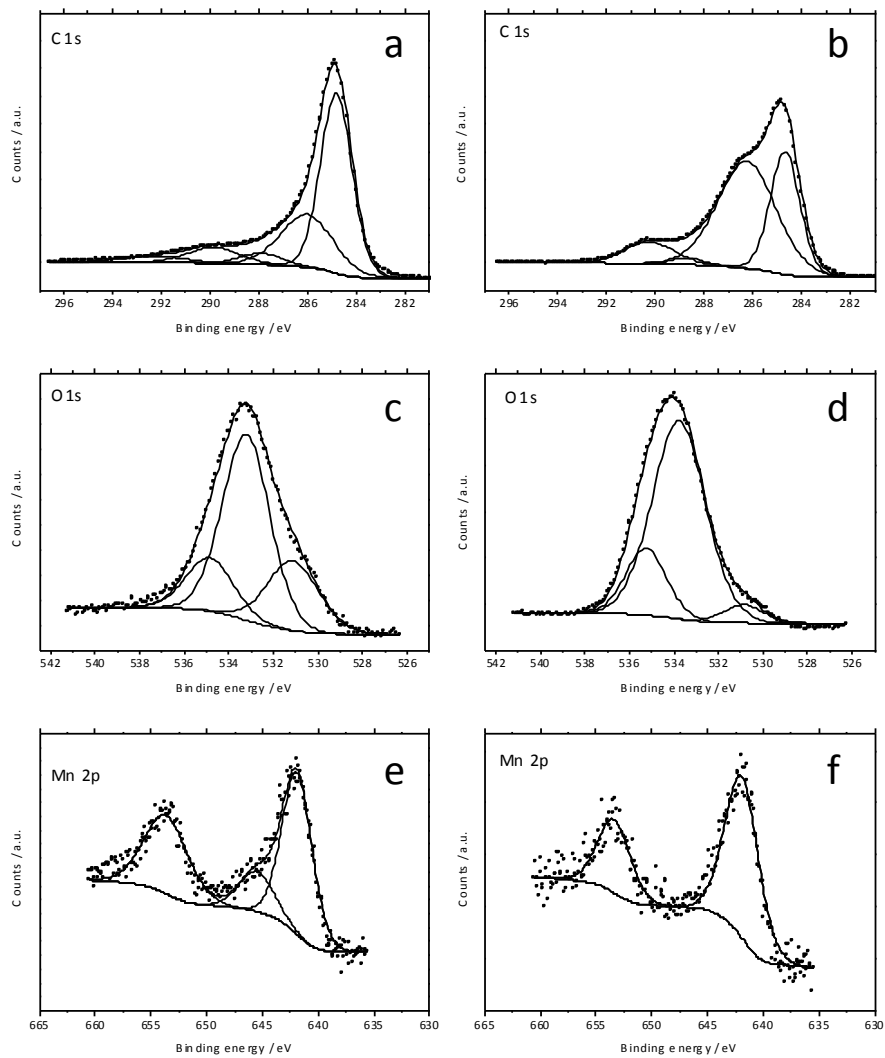 C 1s
a
Counts / a.u.
296 294 292 290 288 286 284 282
Binding energy / eV
C 1s
b
Counts / a.u.
296 294 292 290 288 286 284 282
Binding energy / eV
O 1s
c
Counts / a.u.
542 540 538 536 534 532 530 528 526
Binding energy / eV
O 1s
d
Counts / a.u.
542 540 538 536 534 532 530 528 526
Binding energy / eV
Mn 2p
e
Counts / a.u.
665 660 655 650 645 640 635 630
Binding energy / eV
Mn 2p
f
Counts / a.u.
665 660 655 650 645 640 635 630
Binding energy / eV